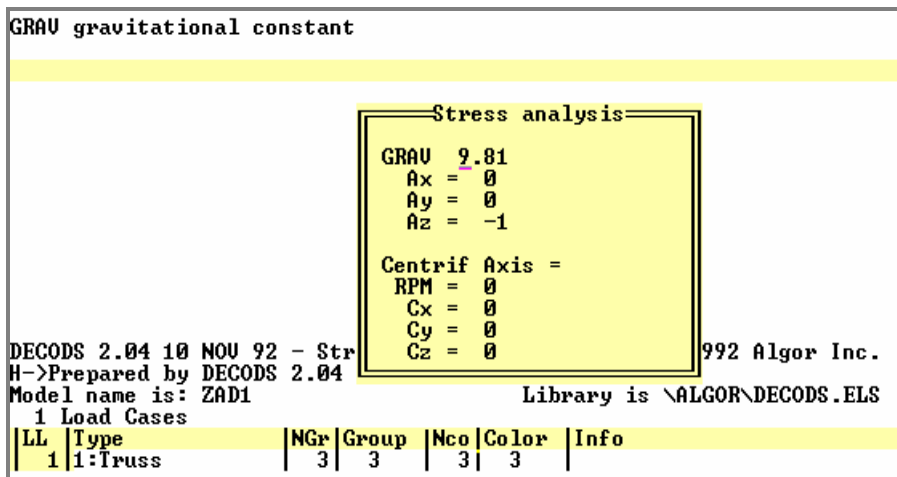 GRAV gravitational constant
Stress analysis
GRAV 9.81
Ax = 0
Ay = 0
Az = -1
Centrif Axis =
RPM = 0
Cx = 0
Cy = 0
Cz = 0
DECODS 2.04 10 NOV 92 - Str 992 Algor Inc.
H->Prepared by DECODS 2.04
Model name is: ZAD1 Library is \ALGOR\DECODS.ELS
1 Load Cases
LL Type NGr Group Nco Color Info
1 1:Truss 3 3 3 3